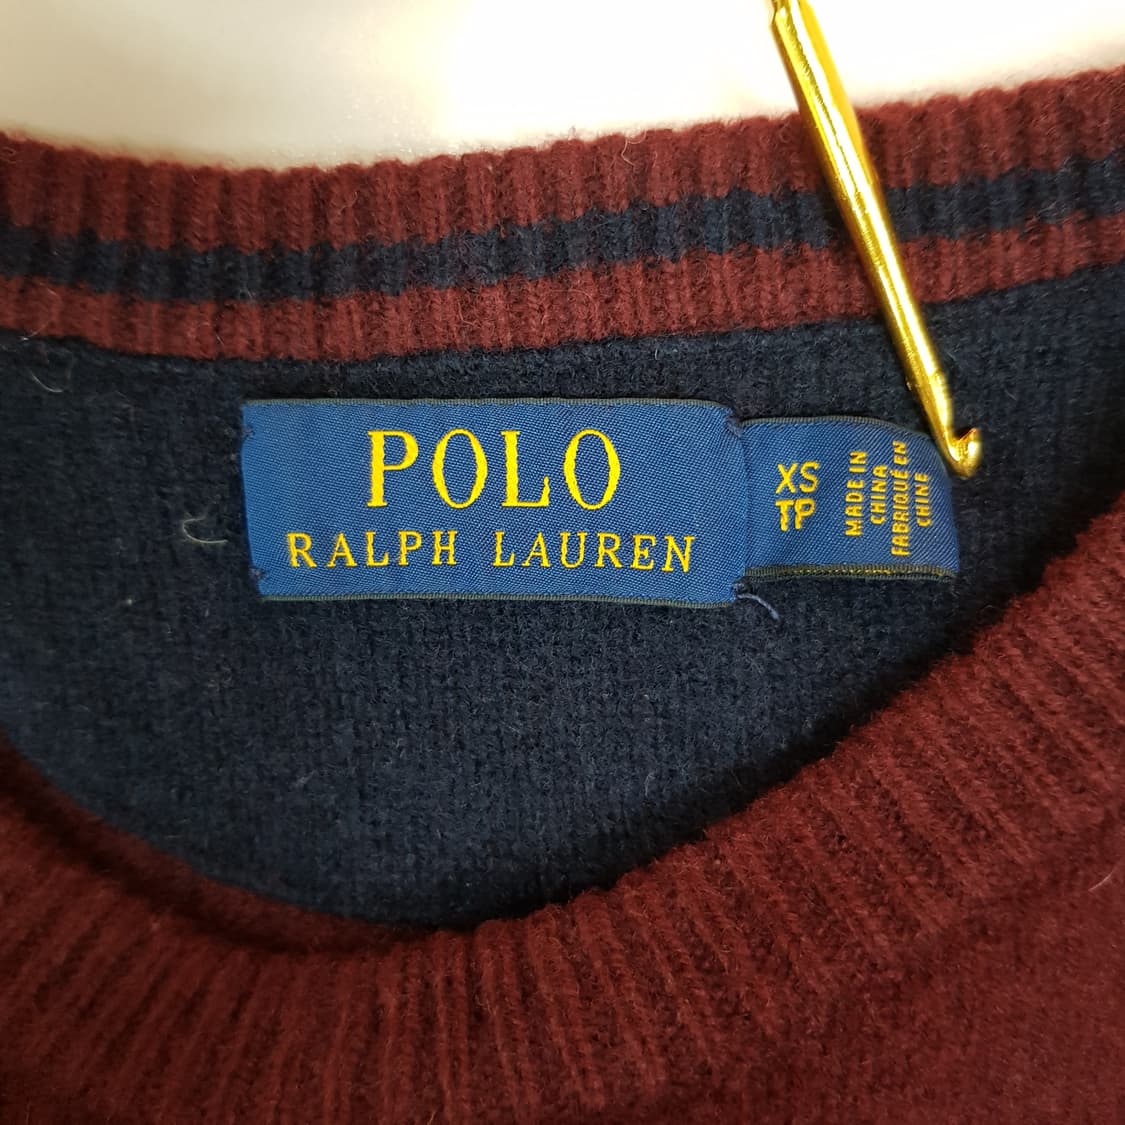 POLO
RALPH LAUREN
XS
TP
MADE IN
CHINA
FABRIQUÉ EN
CHINE